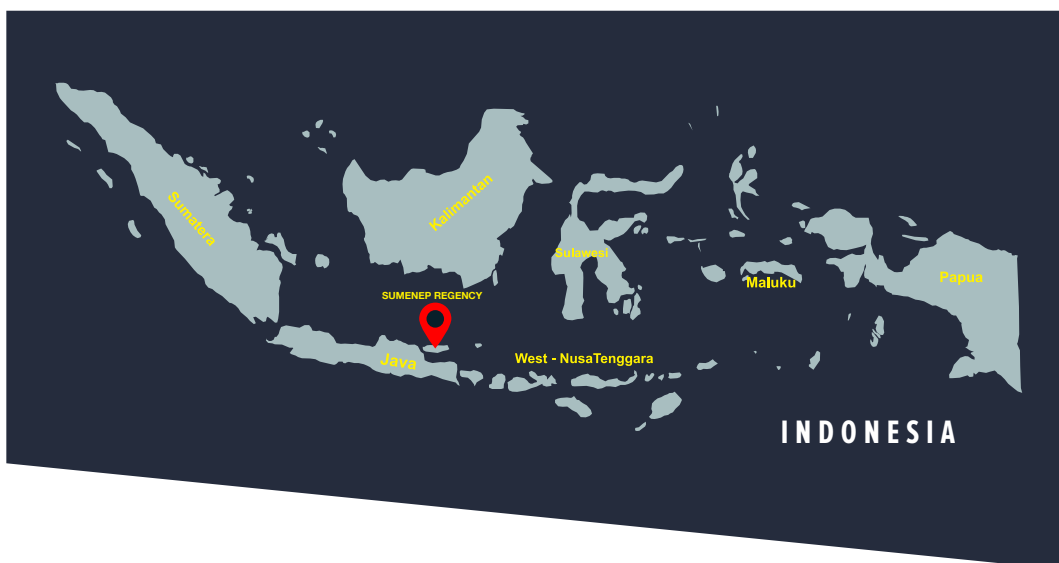 Sumatera
Kalimantan
Sulawesi
Maluku
Papua
SUMENEP REGENCY
Java
West - NusaTenggara
INDONESIA